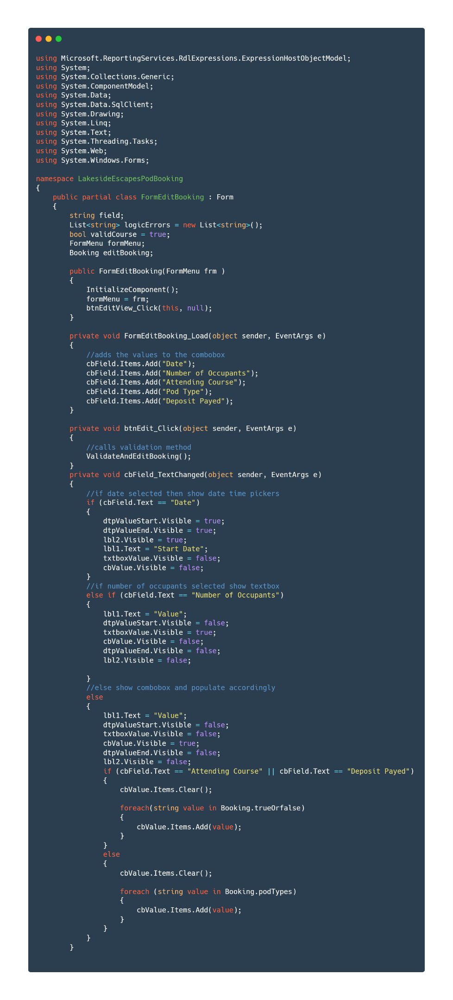 using Microsoft.ReportingServices.RdlExpressions.ExpressionHostObjectModel;
using System;
using System.Collections.Generic;
using System.ComponentModel;
using System.Data;
using System.Data.SqlClient;
using System.Drawing;
using System.Linq;
using System.Text;
using System.Threading.Tasks;
using System.Web;
using System.Windows.Forms;

namespace LakesideEscapesPodBooking
{
    public partial class FormEditBooking : Form
    {
        string field;
        List<string> logicErrors = new List<string>();
        bool validCourse = true;
        FormMenu formMenu;
        Booking editBooking;

        public FormEditBooking(FormMenu frm )
        {
            InitializeComponent();
            formMenu = frm;
            btnEditView_Click(this, null);
        }

        private void FormEditBooking_Load(object sender, EventArgs e)
        {
            //adds the values to the combobox
            cbField.Items.Add("Date");
            cbField.Items.Add("Number of Occupants");
            cbField.Items.Add("Attending Course");
            cbField.Items.Add("Pod Type");
            cbField.Items.Add("Deposit Payed");
        }

        private void btnEdit_Click(object sender, EventArgs e)
        {
            //calls validation method
            ValidateAndEditBooking();
        }
        private void cbField_TextChanged(object sender, EventArgs e)
        {
            //if date selected then show date time pickers
            if (cbField.Text == "Date")
            {
                dtpValueStart.Visible = true;
                dtpValueEnd.Visible = true;
                lbl2.Visible = true;
                lbl1.Text = "Start Date";
                txtboxValue.Visible = false;
                cbValue.Visible = false;
            }
            //if number of occupants selected show textbox
            else if (cbField.Text == "Number of Occupants")
            {
                lbl1.Text = "Value";
                dtpValueStart.Visible = false;
                txtboxValue.Visible = true;
                cbValue.Visible = false;
                dtpValueEnd.Visible = false;
                lbl2.Visible = false;

            }
            //else show combobox and populate accordingly
            else
            {
                lbl1.Text = "Value";
                dtpValueStart.Visible = false;
                txtboxValue.Visible = false;
                cbValue.Visible = true;
                dtpValueEnd.Visible = false;
                lbl2.Visible = false;
                if (cbField.Text == "Attending Course" || cbField.Text == "Deposit Payed")
                {
                    cbValue.Items.Clear();

                    foreach(string value in Booking.trueOrfalse)
                    {
                        cbValue.Items.Add(value);
                    }
                }
                else
                {
                    cbValue.Items.Clear();

                    foreach (string value in Booking.podTypes)
                    {
                        cbValue.Items.Add(value);
                    }
                }
            }
        }